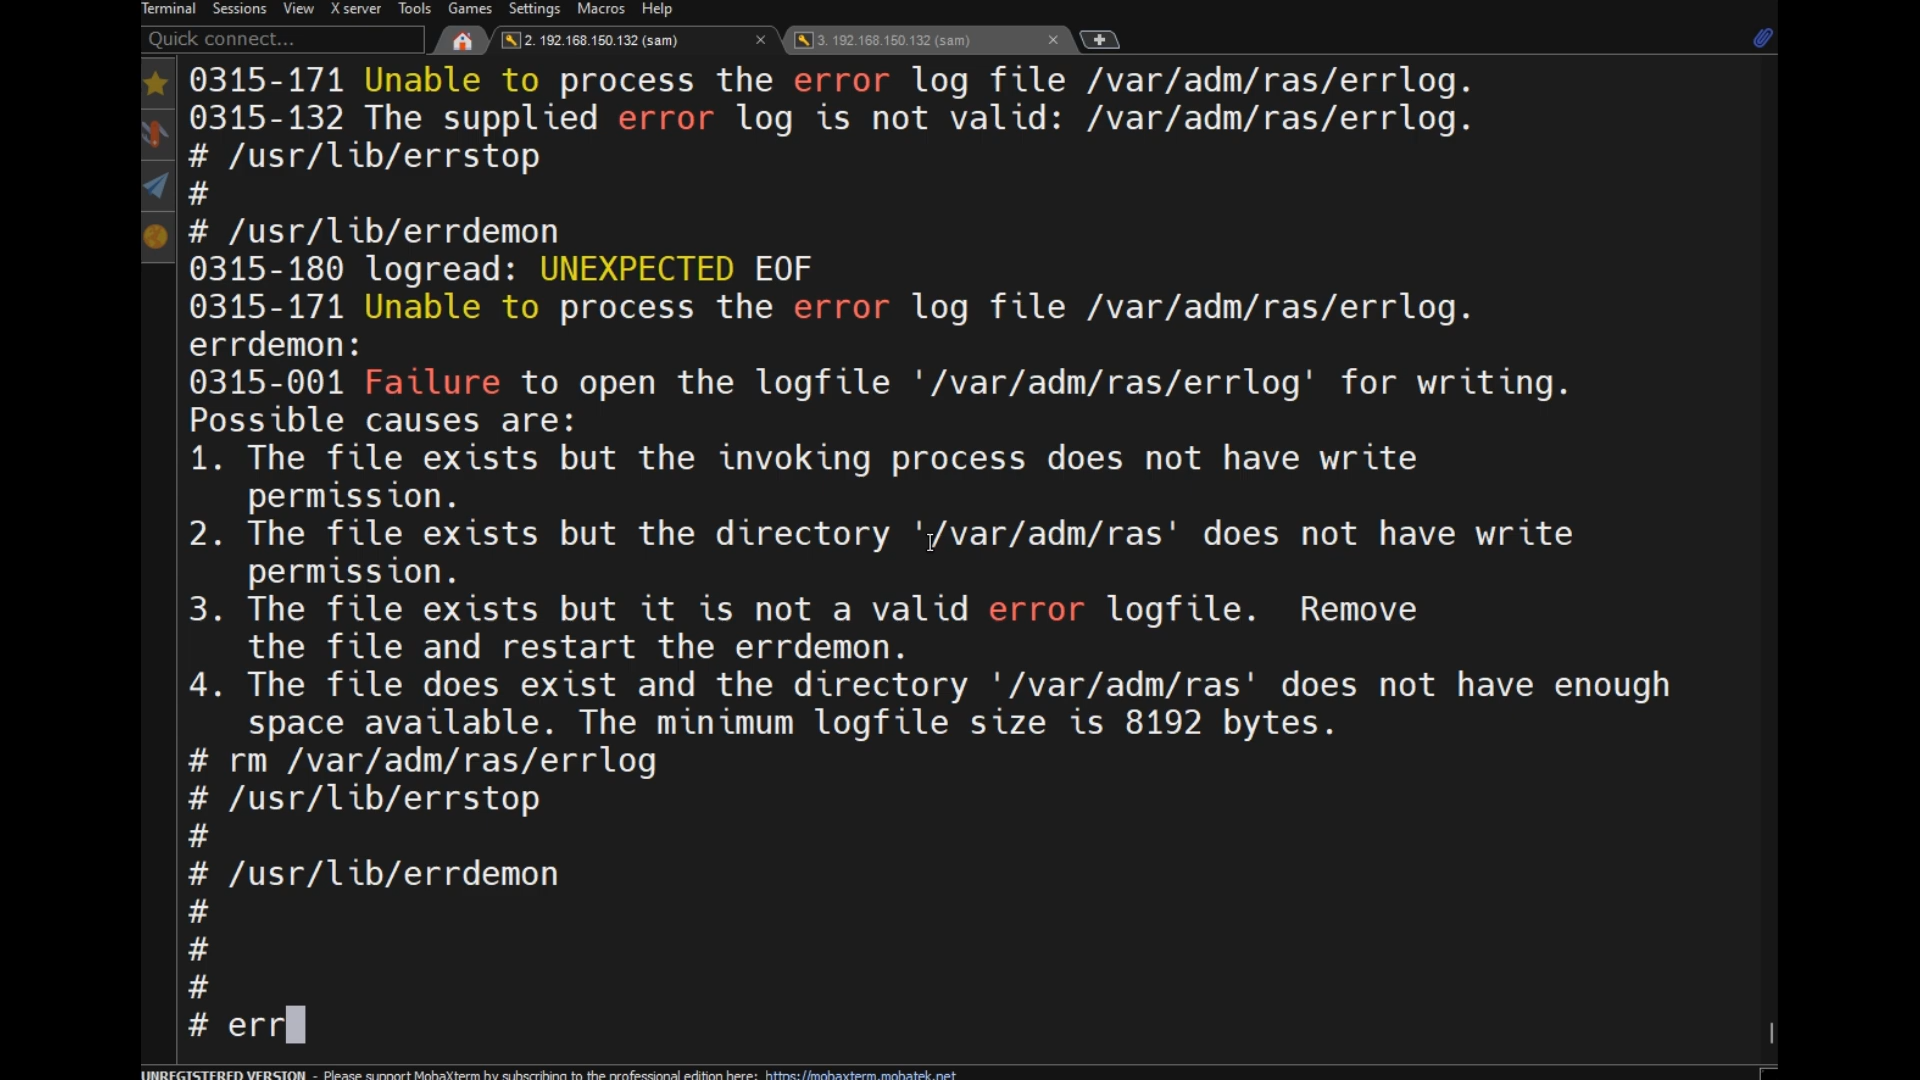 Terminal Sessions View X server Tools Games Settings Macros Help
Quick connect... 2. 192.168.150.132 (sam) 3. 192.168.150.132 (sam)
0315-171 Unable to process the error log file /var/adm/ras/errlog.
0315-132 The supplied error log is not valid: /var/adm/ras/errlog.
# /usr/lib/errstop
#
# /usr/lib/errdemon
0315-180 logread: UNEXPECTED EOF
0315-171 Unable to process the error log file /var/adm/ras/errlog.
errdemon:
0315-001 Failure to open the logfile '/var/adm/ras/errlog' for writing.
Possible causes are:
1. The file exists but the invoking process does not have write
permission.
2. The file exists but the directory '/var/adm/ras' does not have write
permission.
3. The file exists but it is not a valid error logfile.  Remove
the file and restart the errdemon.
4. The file does exist and the directory '/var/adm/ras' does not have enough
space available. The minimum logfile size is 8192 bytes.
# rm /var/adm/ras/errlog
# /usr/lib/errstop
#
# /usr/lib/errdemon
#
#
#
# err
UNREGISTERED VERSION - Please support MobaXterm by subscribing to the professional edition here: https://mobaxterm.mobatek.net